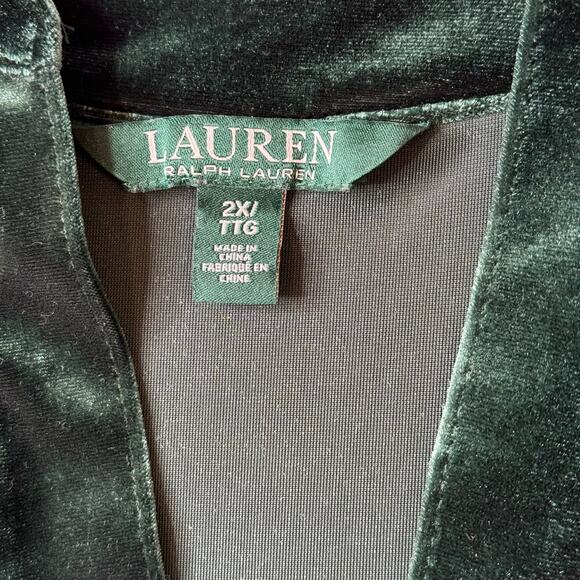 LAUREN
RALPH LAUREN
2X/
TTG
MADE IN
CHINA
FABRIQUÉ EN
CHINE